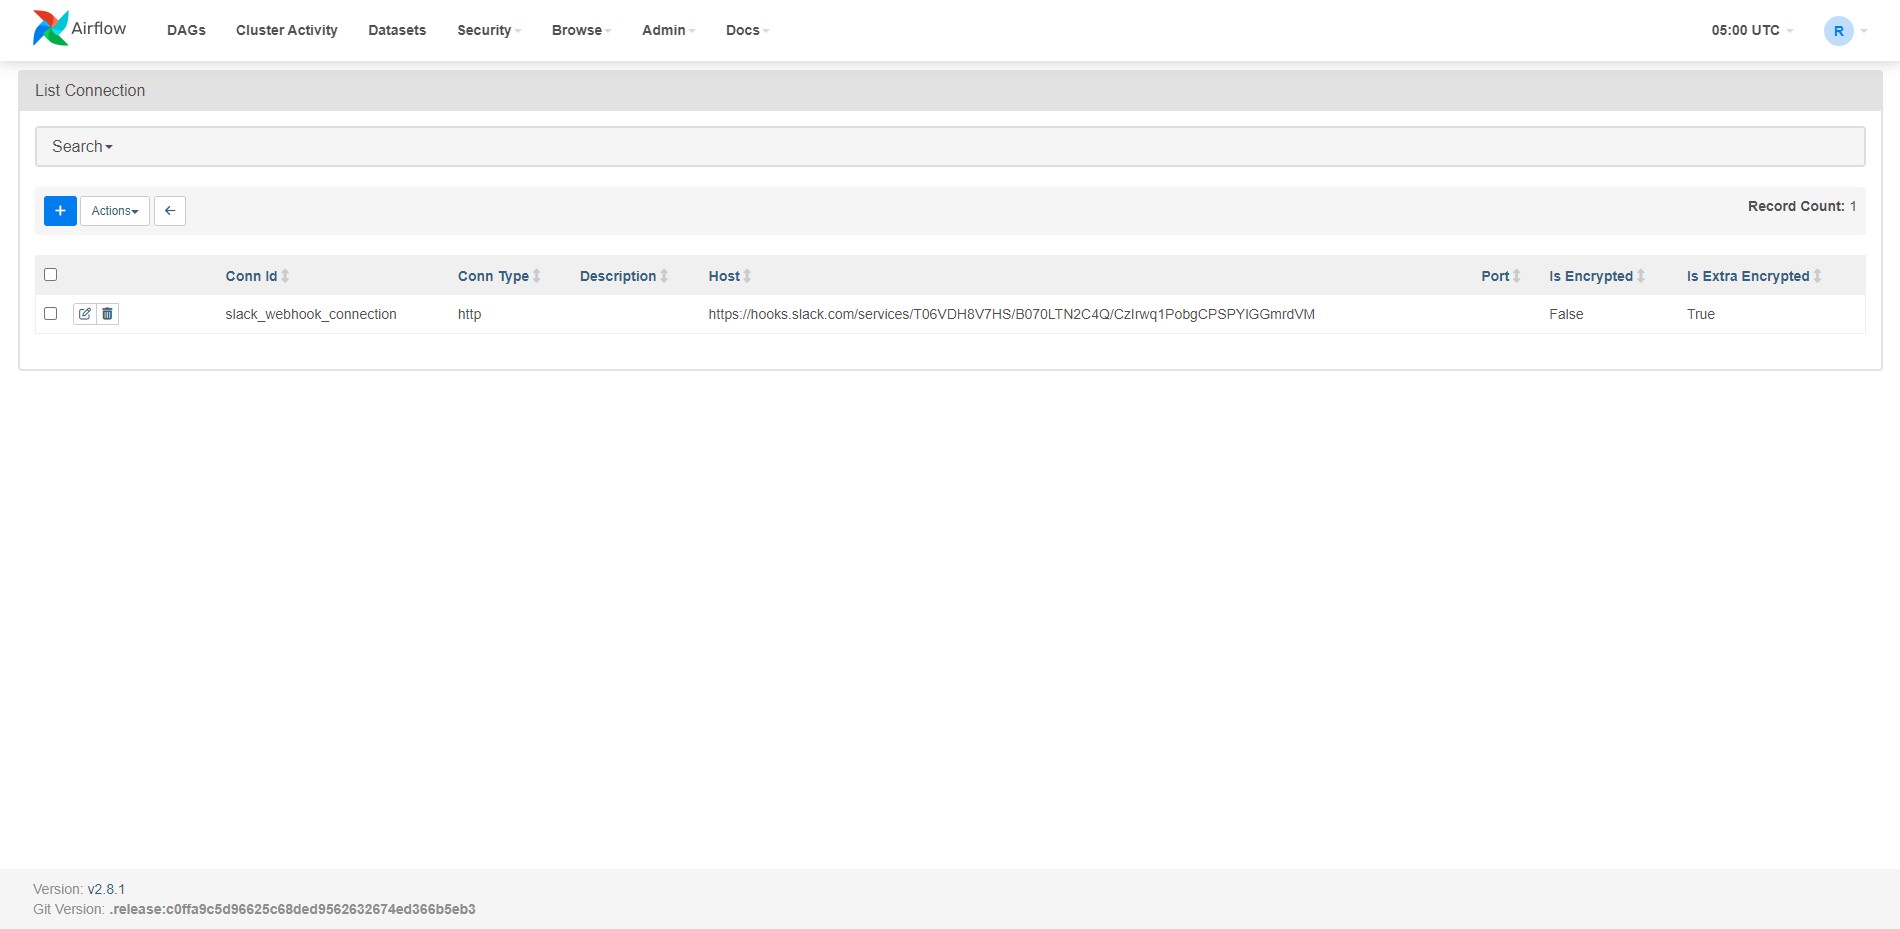 Airflow DAGs Cluster Activity Datasets Security Browse Admin Docs 05:00 UTC R
List Connection
Search
+ Actions ← Record Count: 1
Conn Id Conn Type Description Host Port Is Encrypted Is Extra Encrypted
slack_webhook_connection http https://hooks.slack.com/services/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 False True
Version: v2.8.1
Git Version: .release:c0ffa9c5d96625c68ded9562632674ed366b5eb3